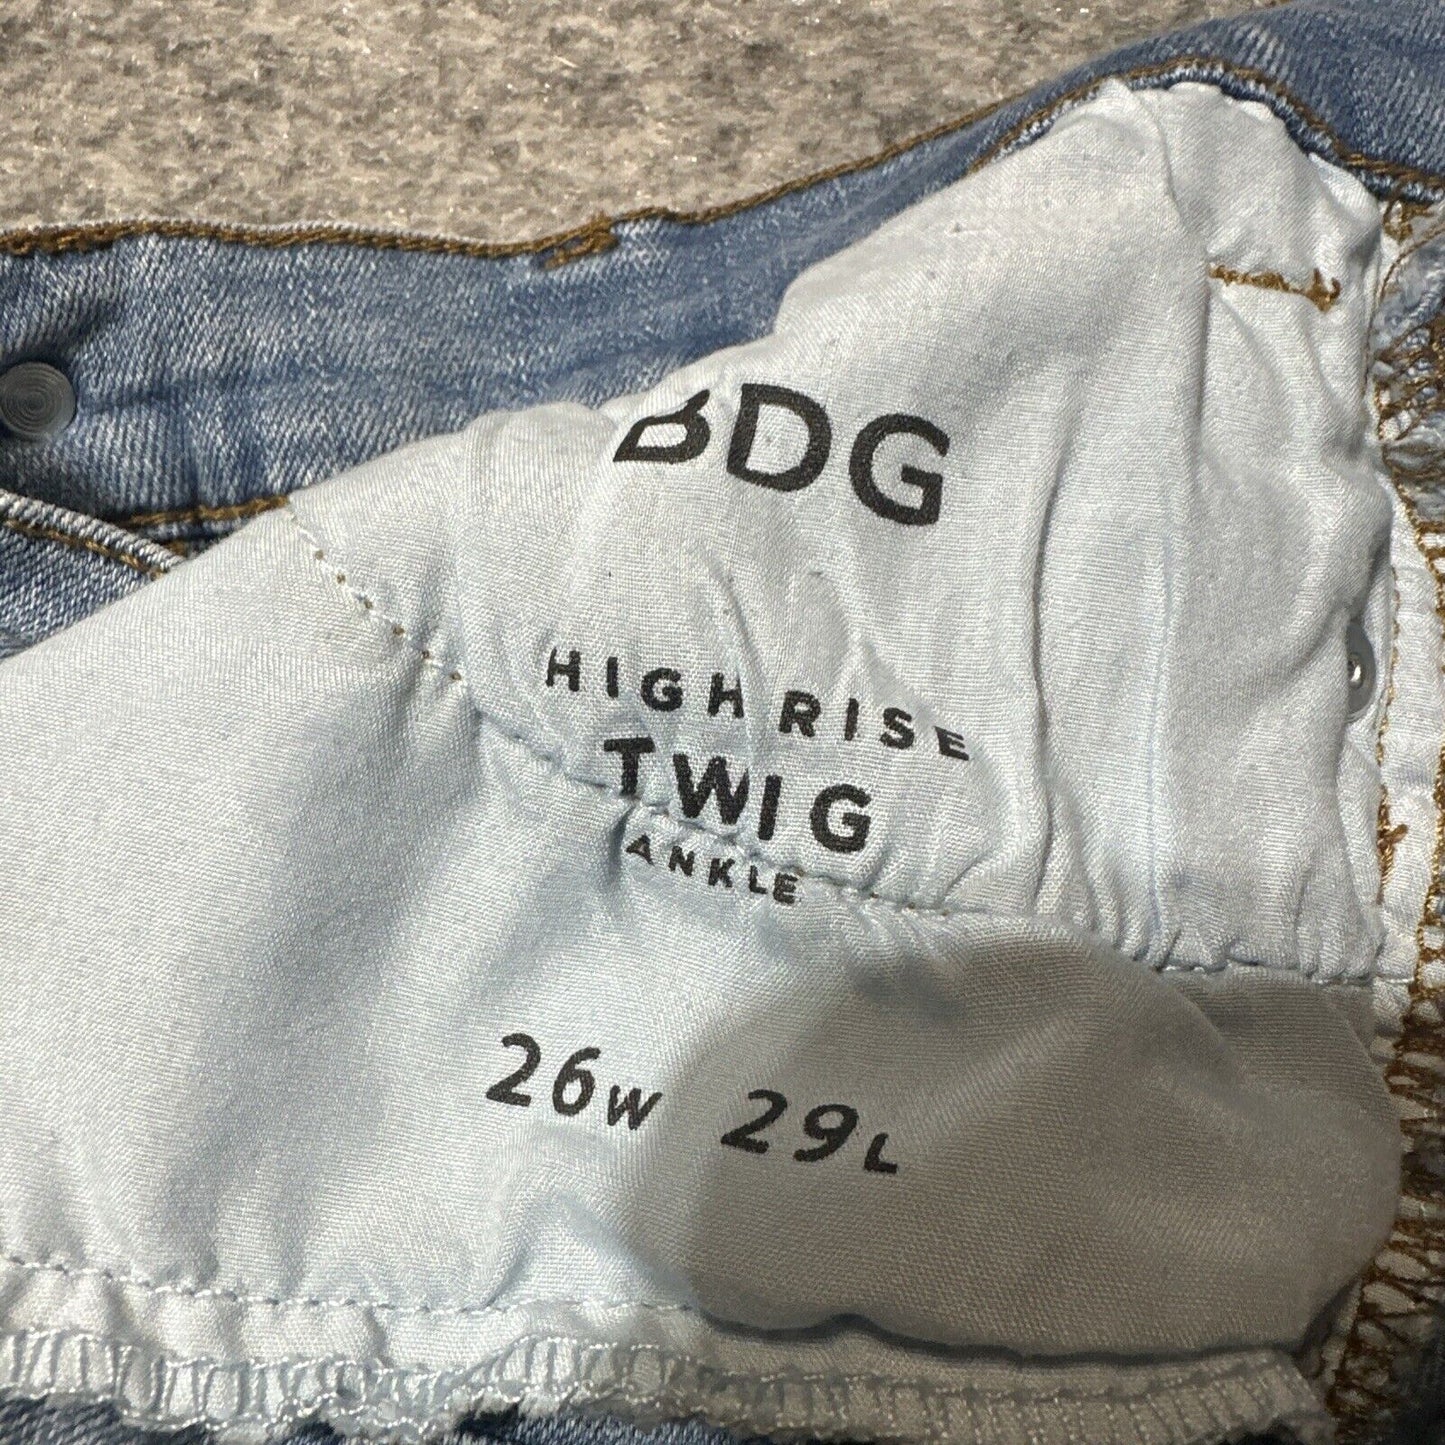 BDG
HIGH RISE
TWIG
ANKLE
26W 29L